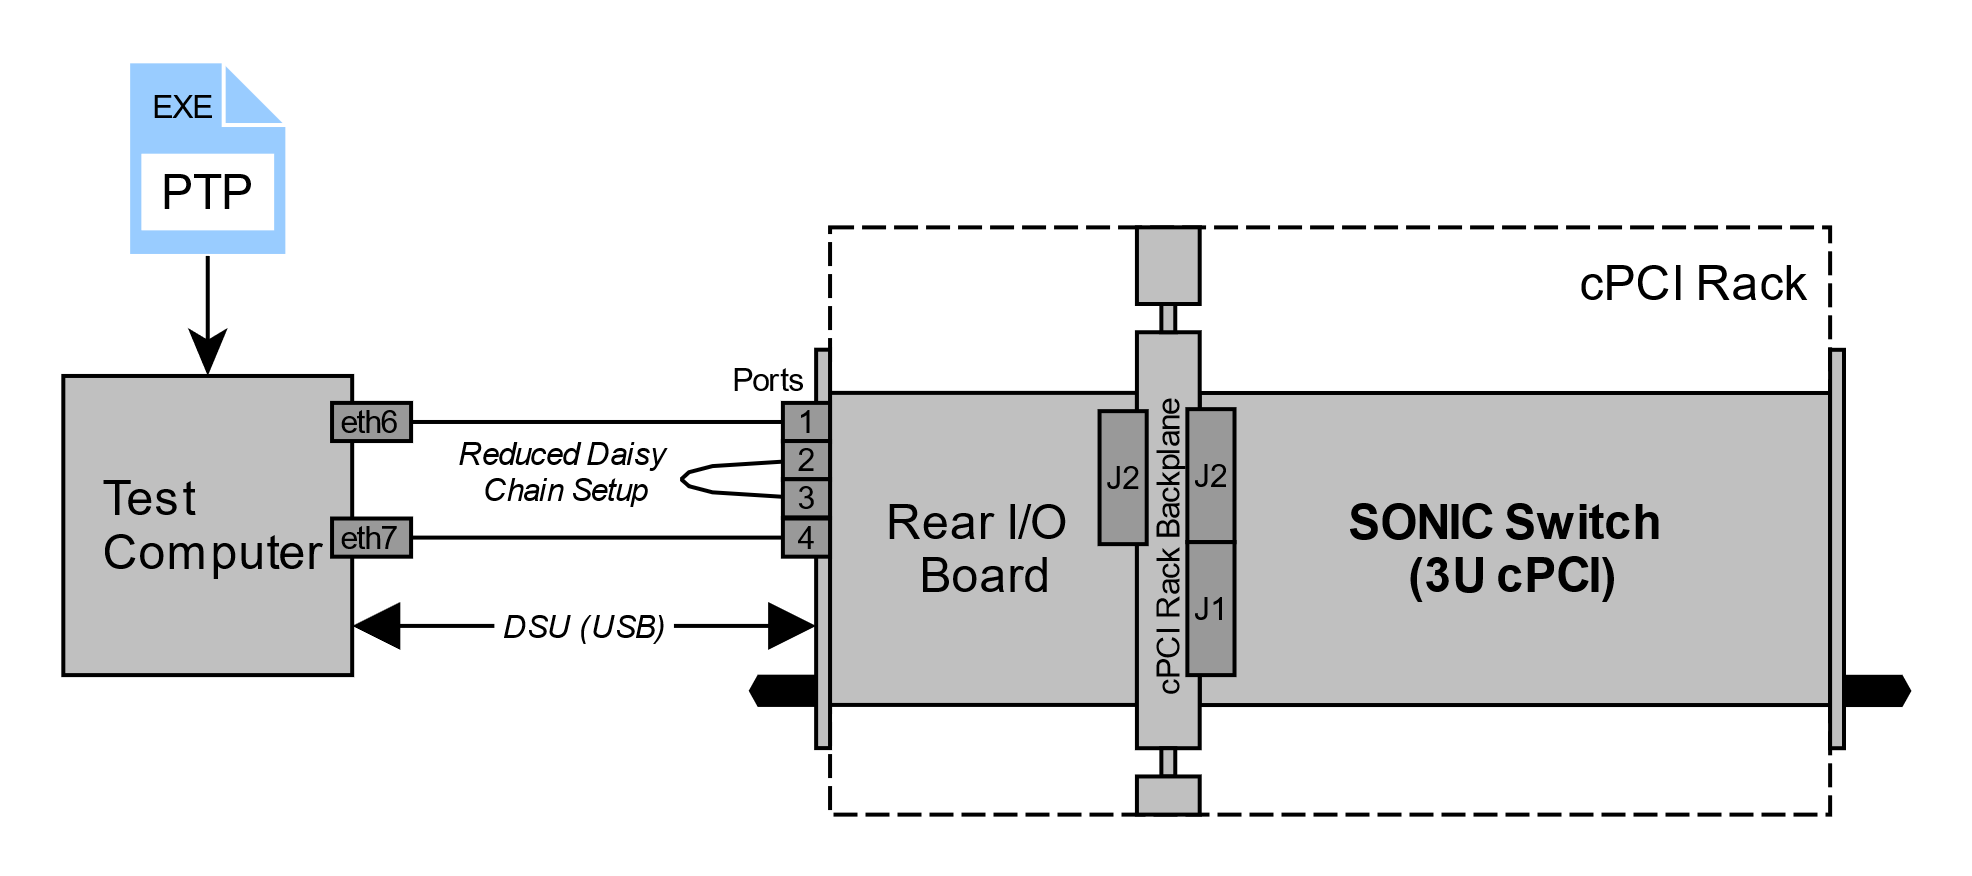 EXE
PTP
cPCI Rack
Ports
eth6
1
Reduced Daisy
Chain Setup
2
3
Test
Computer
eth7
4
DSU (USB)
Rear I/O
Board
J2
cPCI Rack Backplane
J2
J1
SONIC Switch
(3U cPCI)